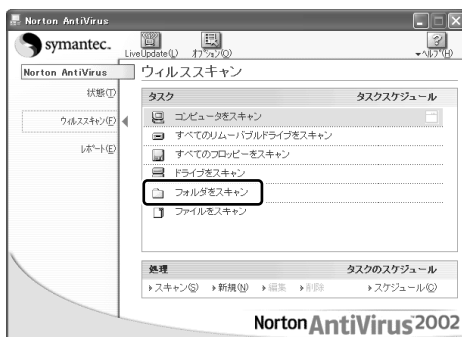 Norton AntiVirus
symantec.
LiveUpdate(L) オプション(O) ヘルプ(H)
Norton AntiVirus
状態(T)
ウィルススキャン(F)
レポート(E)
ウィルススキャン
タスク タスクスケジュール
コンピュータをスキャン
すべてのリムーバブルドライブをスキャン
すべてのフロッピーをスキャン
ドライブをスキャン
フォルダをスキャン
ファイルをスキャン
処理 タスクのスケジュール
スキャン(S) 新規(N) 編集 削除 スケジュール(C)
Norton AntiVirus 2002